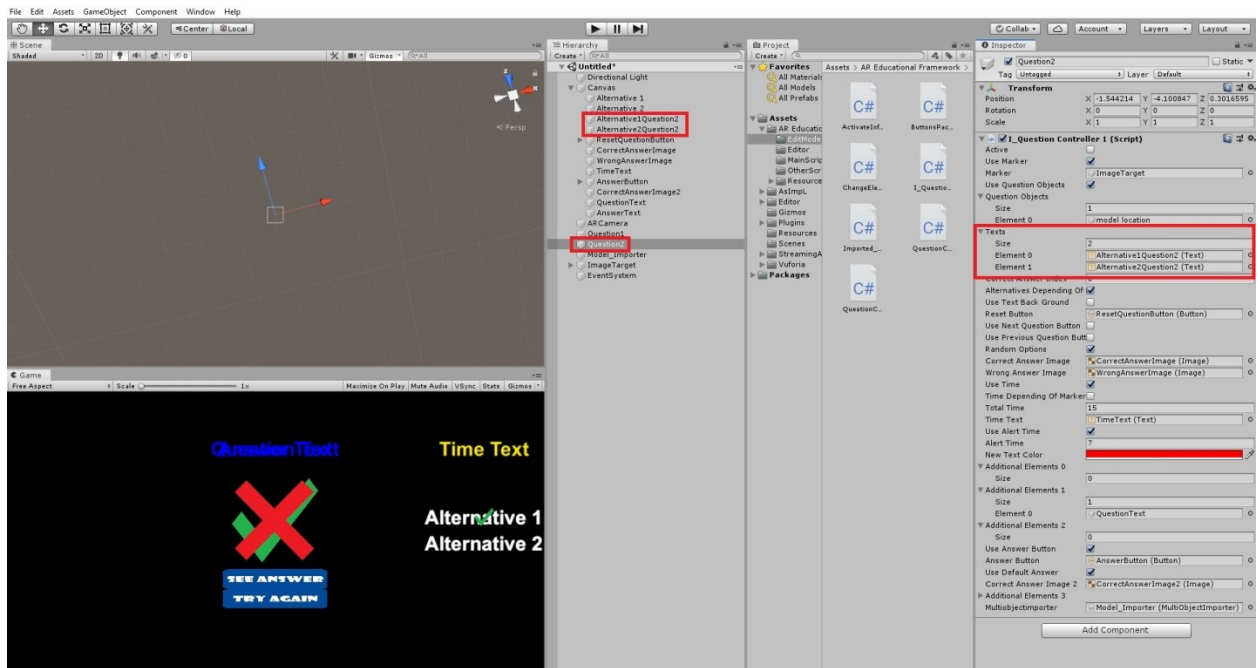 File Edit Assets GameObject Component Window Help
Center Local
Collab Account Layers Layout
Scene
Shaded 2D Gizmos All
z
x
Persp
Game
Free Aspect Scale 1x Maximize On Play Mute Audio VSync Stats Gizmos
Time Text
Alternative 1
Alternative 2
SEE ANSWER
TRY AGAIN
Hierarchy
Create All
Untitled*
Directional Light
Canvas
Alternative 1
Alternative 2
Alternative1Question2
Alternative2Question2
ResetQuestionButton
CorrectAnswerImage
WrongAnswerImage
TimeText
AnswerButton
CorrectAnswerImage2
QuestionText
AnswerText
ARCamera
Question1
Question2
Model_Importer
ImageTarget
EventSystem
Project
Create
Favorites
All Materials
All Models
All Prefabs
Assets
AR Educatio
EditMode
Editor
MainScrip
OtherScr
Resource
AsImpL
Editor
Gizmos
Plugins
Resources
Scenes
StreamingA
Vuforia
Packages
Assets > AR Educational Framework >
C# C#
ActivateInf... ButtonsPac...
C# C#
ChangeEle... I_Questio...
C# C#
Imported_... QuestionC...
C#
QuestionC...
Inspector
Question2 Static
Tag Untagged Layer Default
Transform
Position X -1.544214 Y -4.100847 Z 0.3016595
Rotation X 0 Y 0 Z 0
Scale X 1 Y 1 Z 1
I_Question Controller 1 (Script)
Active
Use Marker
Marker ImageTarget
Use Question Objects
Question Objects
Size 1
Element 0 model location
Texts
Size 2
Element 0 Alternative1Question2 (Text)
Element 1 Alternative2Question2 (Text)
Correct Answer Index 0
Alternatives Depending Of
Use Text Back Ground
Reset Button ResetQuestionButton (Button)
Use Next Question Button
Use Previous Question Butt
Random Options
Correct Answer Image CorrectAnswerImage (Image)
Wrong Answer Image WrongAnswerImage (Image)
Use Time
Time Depending Of Marker
Total Time 15
Time Text TimeText (Text)
Use Alert Time
Alert Time 7
New Text Color
Additional Elements 0
Size 0
Additional Elements 1
Size 1
Element 0 QuestionText
Additional Elements 2
Size 0
Use Answer Button
Answer Button AnswerButton (Button)
Use Default Answer
Correct Answer Image 2 CorrectAnswerImage2 (Image)
Additional Elements 3
Multiobjectimporter Model_Importer (MultiObjectImporter)
Add Component